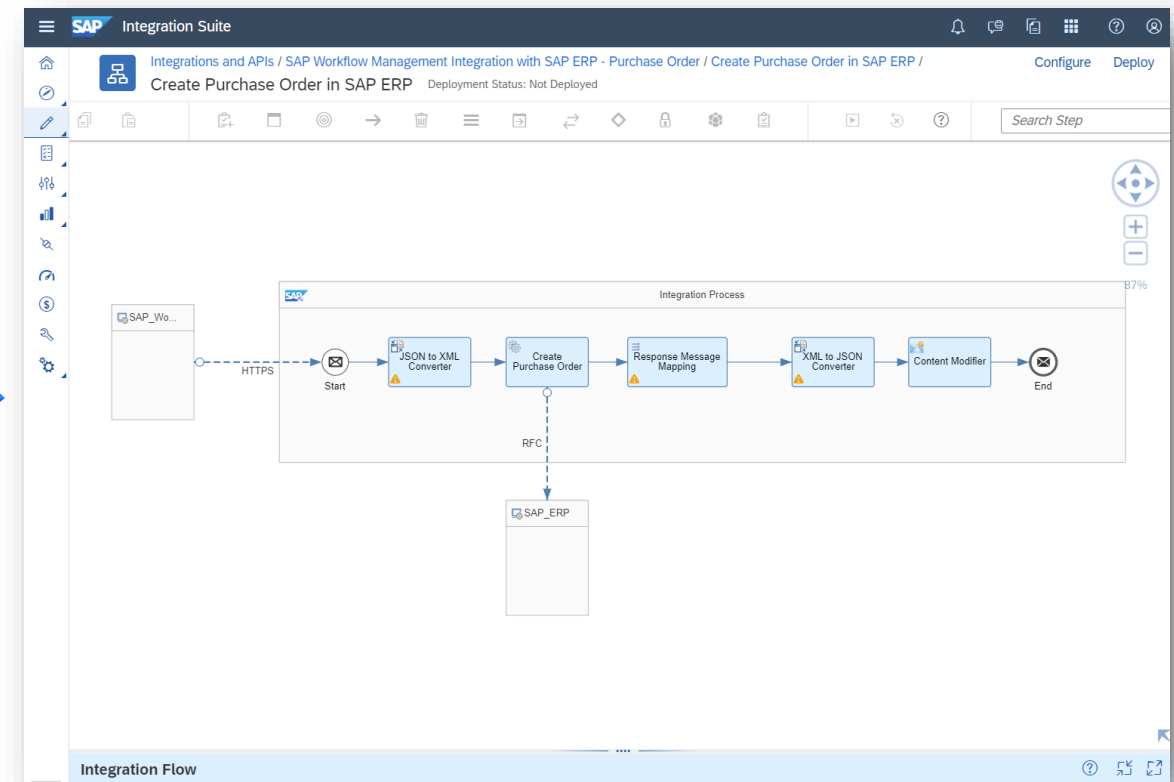 SAP Integration Suite
Integrations and APIs / SAP Workflow Management Integration with SAP ERP - Purchase Order / Create Purchase Order in SAP ERP /
Configure Deploy
Create Purchase Order in SAP ERP Deployment Status: Not Deployed
Search Step
87%
SAP Integration Process
SAP_Wo...
HTTPS
Start
JSON to XML
Converter
Create
Purchase Order
Response Message
Mapping
XML to JSON
Converter
Content Modifier
End
RFC
SAP_ERP
Integration Flow